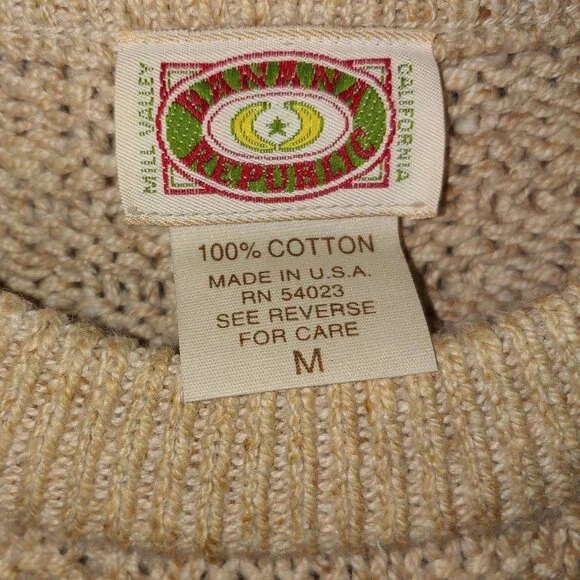 MILL VALLEY
BANANA
REPUBLIC
CALIFORNIA
100% COTTON
MADE IN U.S.A.
RN 54023
SEE REVERSE
FOR CARE
M